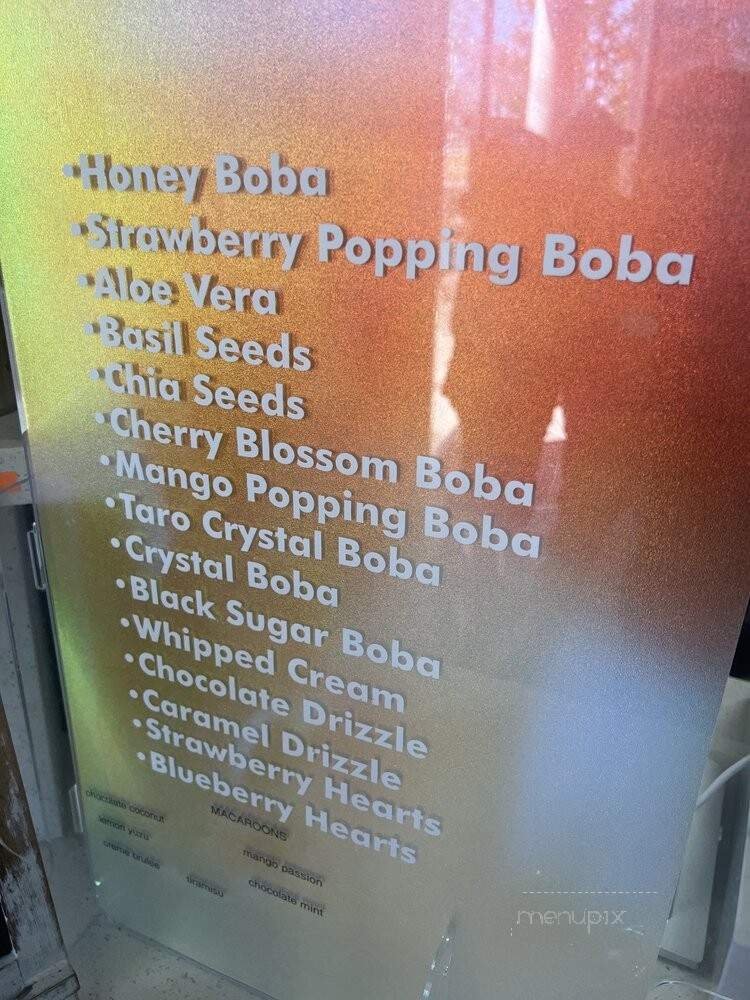 •Honey Boba
•Strawberry Popping Boba
•Aloe Vera
•Basil Seeds
•Chia Seeds
•Cherry Blossom Boba
•Mango Popping Boba
•Taro Crystal Boba
•Crystal Boba
•Black Sugar Boba
•Whipped Cream
•Chocolate Drizzle
•Caramel Drizzle
•Strawberry Hearts
•Blueberry Hearts
MACAROONS
chocolate coconut
lemon yuzu
creme brulee
mango passion
tiramisu
chocolate mint
menupix